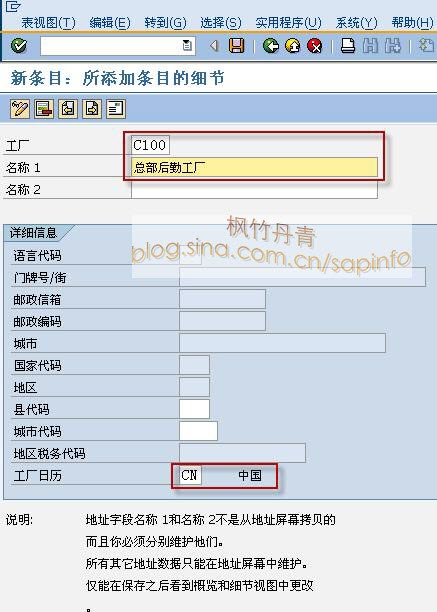 表视图(T) 编辑(E) 转到(G) 选择(S) 实用程序(U) 系统(Y) 帮助(H)
新条目: 所添加条目的细节
工厂 C100
名称 1 总部后勤工厂
名称 2
枫竹丹青
blog.sina.com.cn/sapinfo
详细信息
语言代码
门牌号/街
邮政信箱
邮政编码
城市
国家代码
地区
县代码
城市代码
地区税务代码
工厂日历 CN 中国
说明: 地址字段名称 1和名称 2不是从地址屏幕拷贝的
而且你必须分别维护他们。
所有其它地址数据只能在地址屏幕中维护。
仅能在保存之后看到概览和细节视图中更改
。